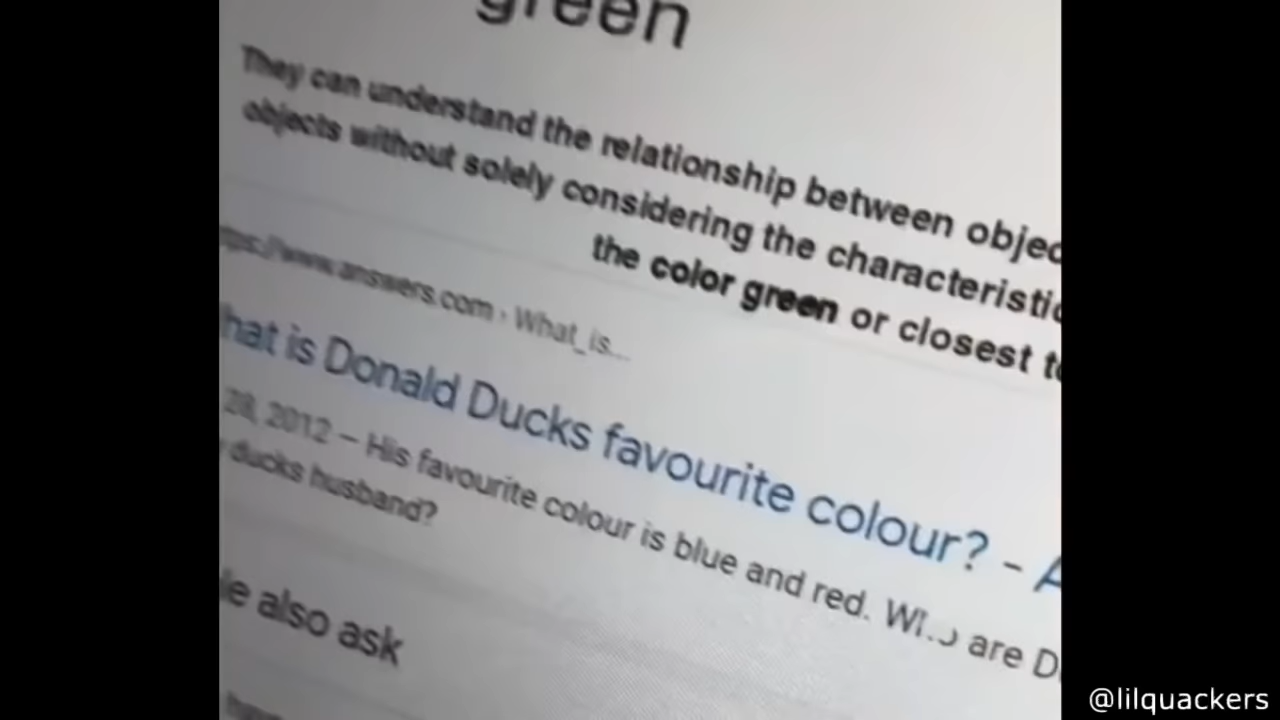 green
They can understand the relationship between objec
objects without solely considering the characteristic
the color green or closest to
www.answers.com › What_is...
hat is Donald Ducks favourite colour? - A
28, 2012 – His favourite colour is blue and red. are D
ducks husband?
le also ask
@lilquackers